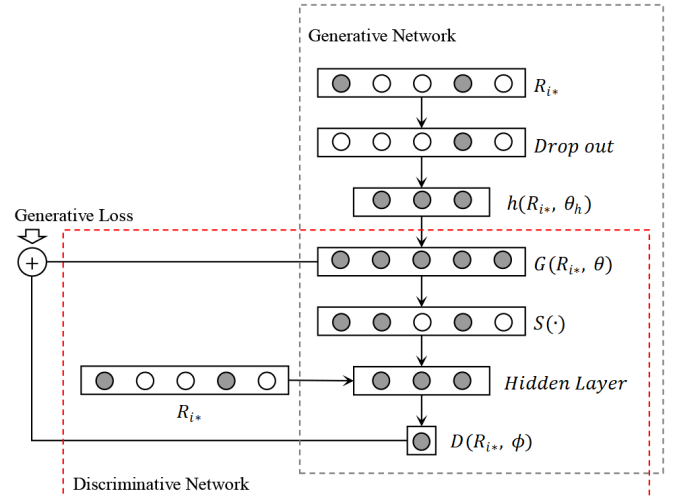 Generative Network
R_{i*}
Drop out
h(R_{i*}, θ_h)
Generative Loss
+
G(R_{i*}, θ)
S(·)
Hidden Layer
R_{i*}
D(R_{i*}, ϕ)
Discriminative Network